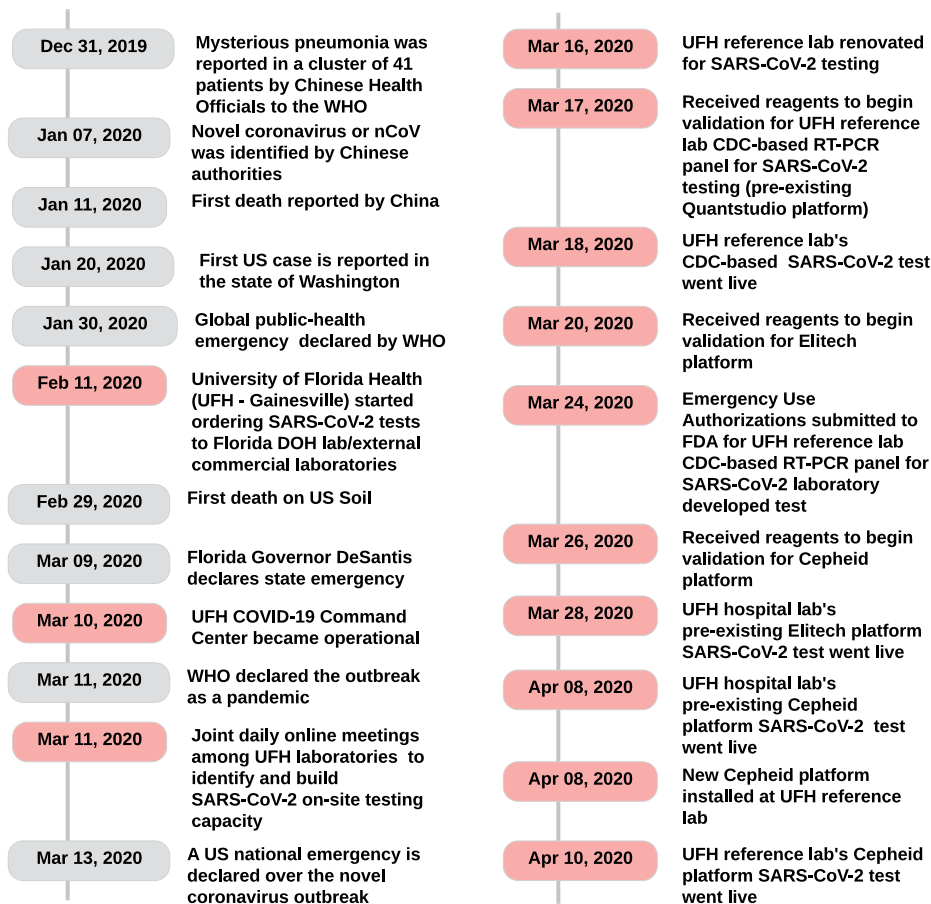 Dec 31, 2019
Mysterious pneumonia was
reported in a cluster of 41
patients by Chinese Health
Officials to the WHO
Jan 07, 2020
Novel coronavirus or nCoV
was identified by Chinese
authorities
Jan 11, 2020
First death reported by China
Jan 20, 2020
First US case is reported in
the state of Washington
Jan 30, 2020
Global public-health
emergency declared by WHO
Feb 11, 2020
University of Florida Health
(UFH - Gainesville) started
ordering SARS-CoV-2 tests
to Florida DOH lab/external
commercial laboratories
Feb 29, 2020
First death on US Soil
Mar 09, 2020
Florida Governor DeSantis
declares state emergency
Mar 10, 2020
UFH COVID-19 Command
Center became operational
Mar 11, 2020
WHO declared the outbreak
as a pandemic
Mar 11, 2020
Joint daily online meetings
among UFH laboratories to
identify and build
SARS-CoV-2 on-site testing
capacity
Mar 13, 2020
A US national emergency is
declared over the novel
coronavirus outbreak
Mar 16, 2020
UFH reference lab renovated
for SARS-CoV-2 testing
Mar 17, 2020
Received reagents to begin
validation for UFH reference
lab CDC-based RT-PCR
panel for SARS-CoV-2
testing (pre-existing
Quantstudio platform)
Mar 18, 2020
UFH reference lab's
CDC-based SARS-CoV-2 test
went live
Mar 20, 2020
Received reagents to begin
validation for Elitech
platform
Mar 24, 2020
Emergency Use
Authorizations submitted to
FDA for UFH reference lab
CDC-based RT-PCR panel for
SARS-CoV-2 laboratory
developed test
Mar 26, 2020
Received reagents to begin
validation for Cepheid
platform
Mar 28, 2020
UFH hospital lab's
pre-existing Elitech platform
SARS-CoV-2 test went live
Apr 08, 2020
UFH hospital lab's
pre-existing Cepheid
platform SARS-CoV-2 test
went live
Apr 08, 2020
New Cepheid platform
installed at UFH reference
lab
Apr 10, 2020
UFH reference lab's Cepheid
platform SARS-CoV-2 test
went live